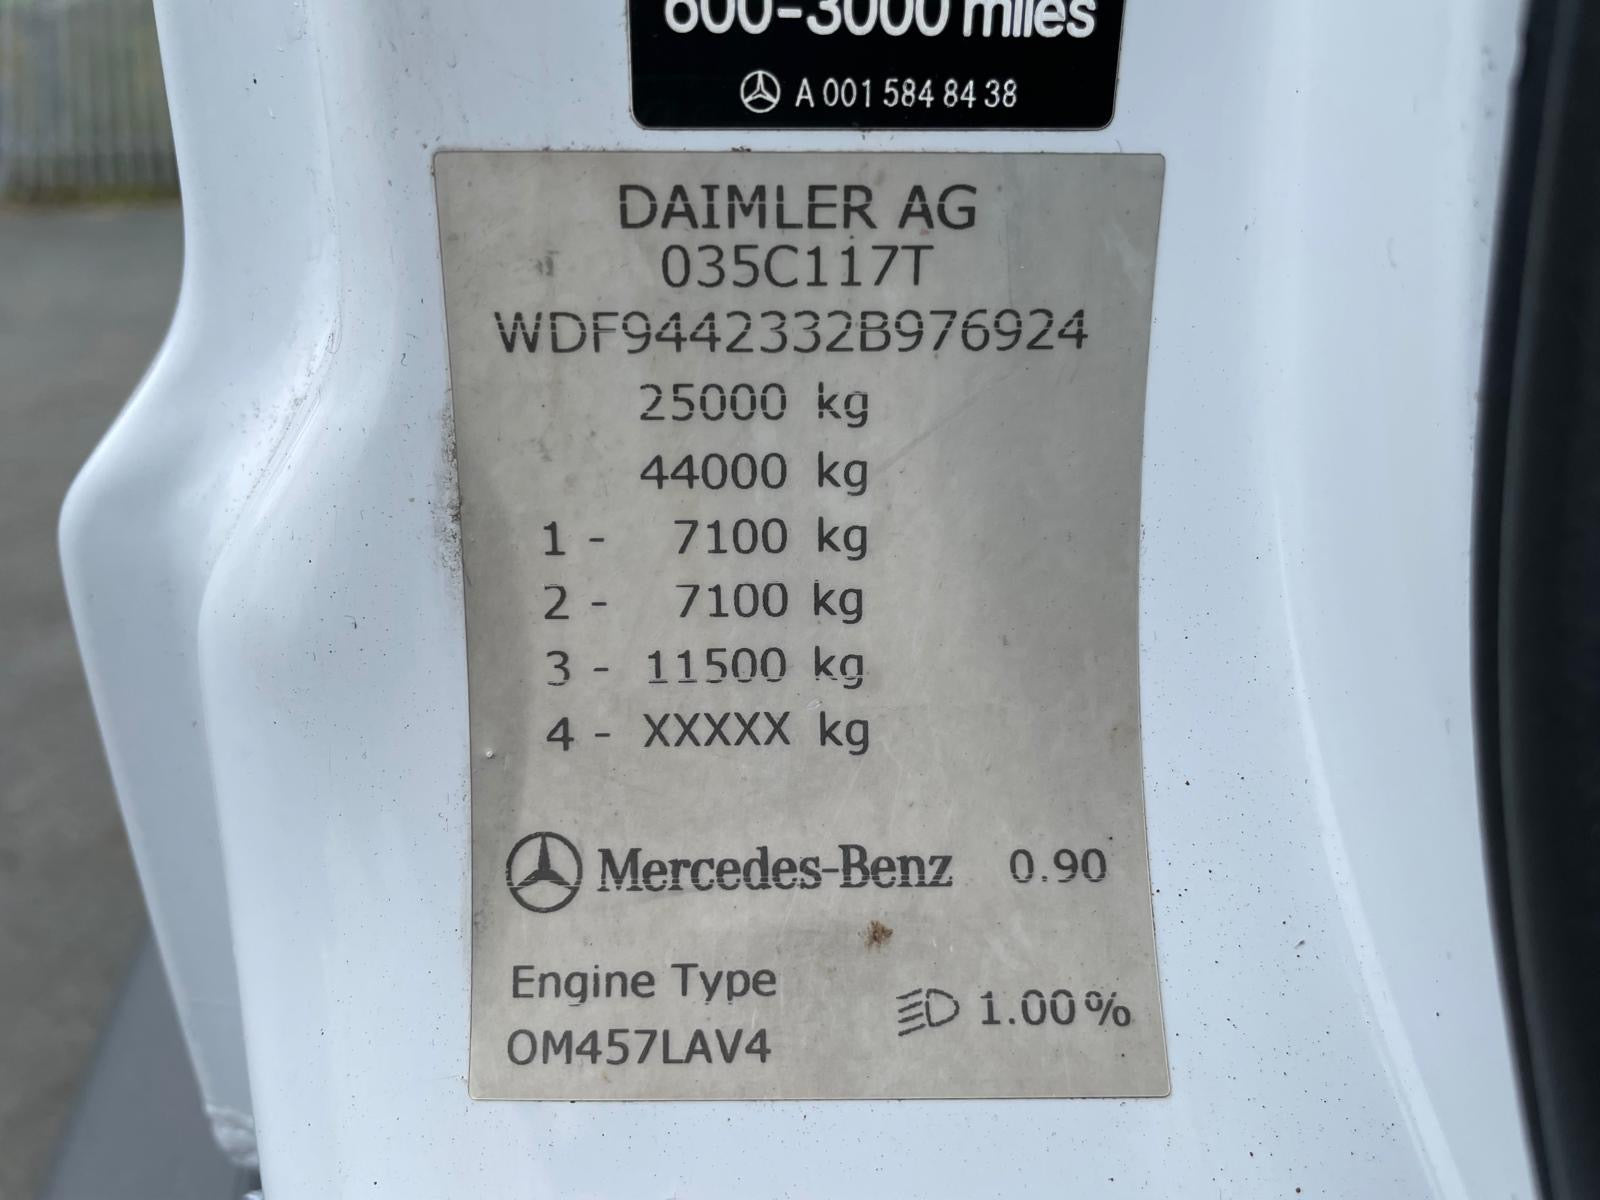 600-3000 miles
A 001 584 84 38
DAIMLER AG
035C117T
WDF9442332B976924
25000 kg
44000 kg
1 - 7100 kg
2 - 7100 kg
3 - 11500 kg
4 - XXXXX kg
Mercedes-Benz 0.90
Engine Type
1.00%
OM457LAV4